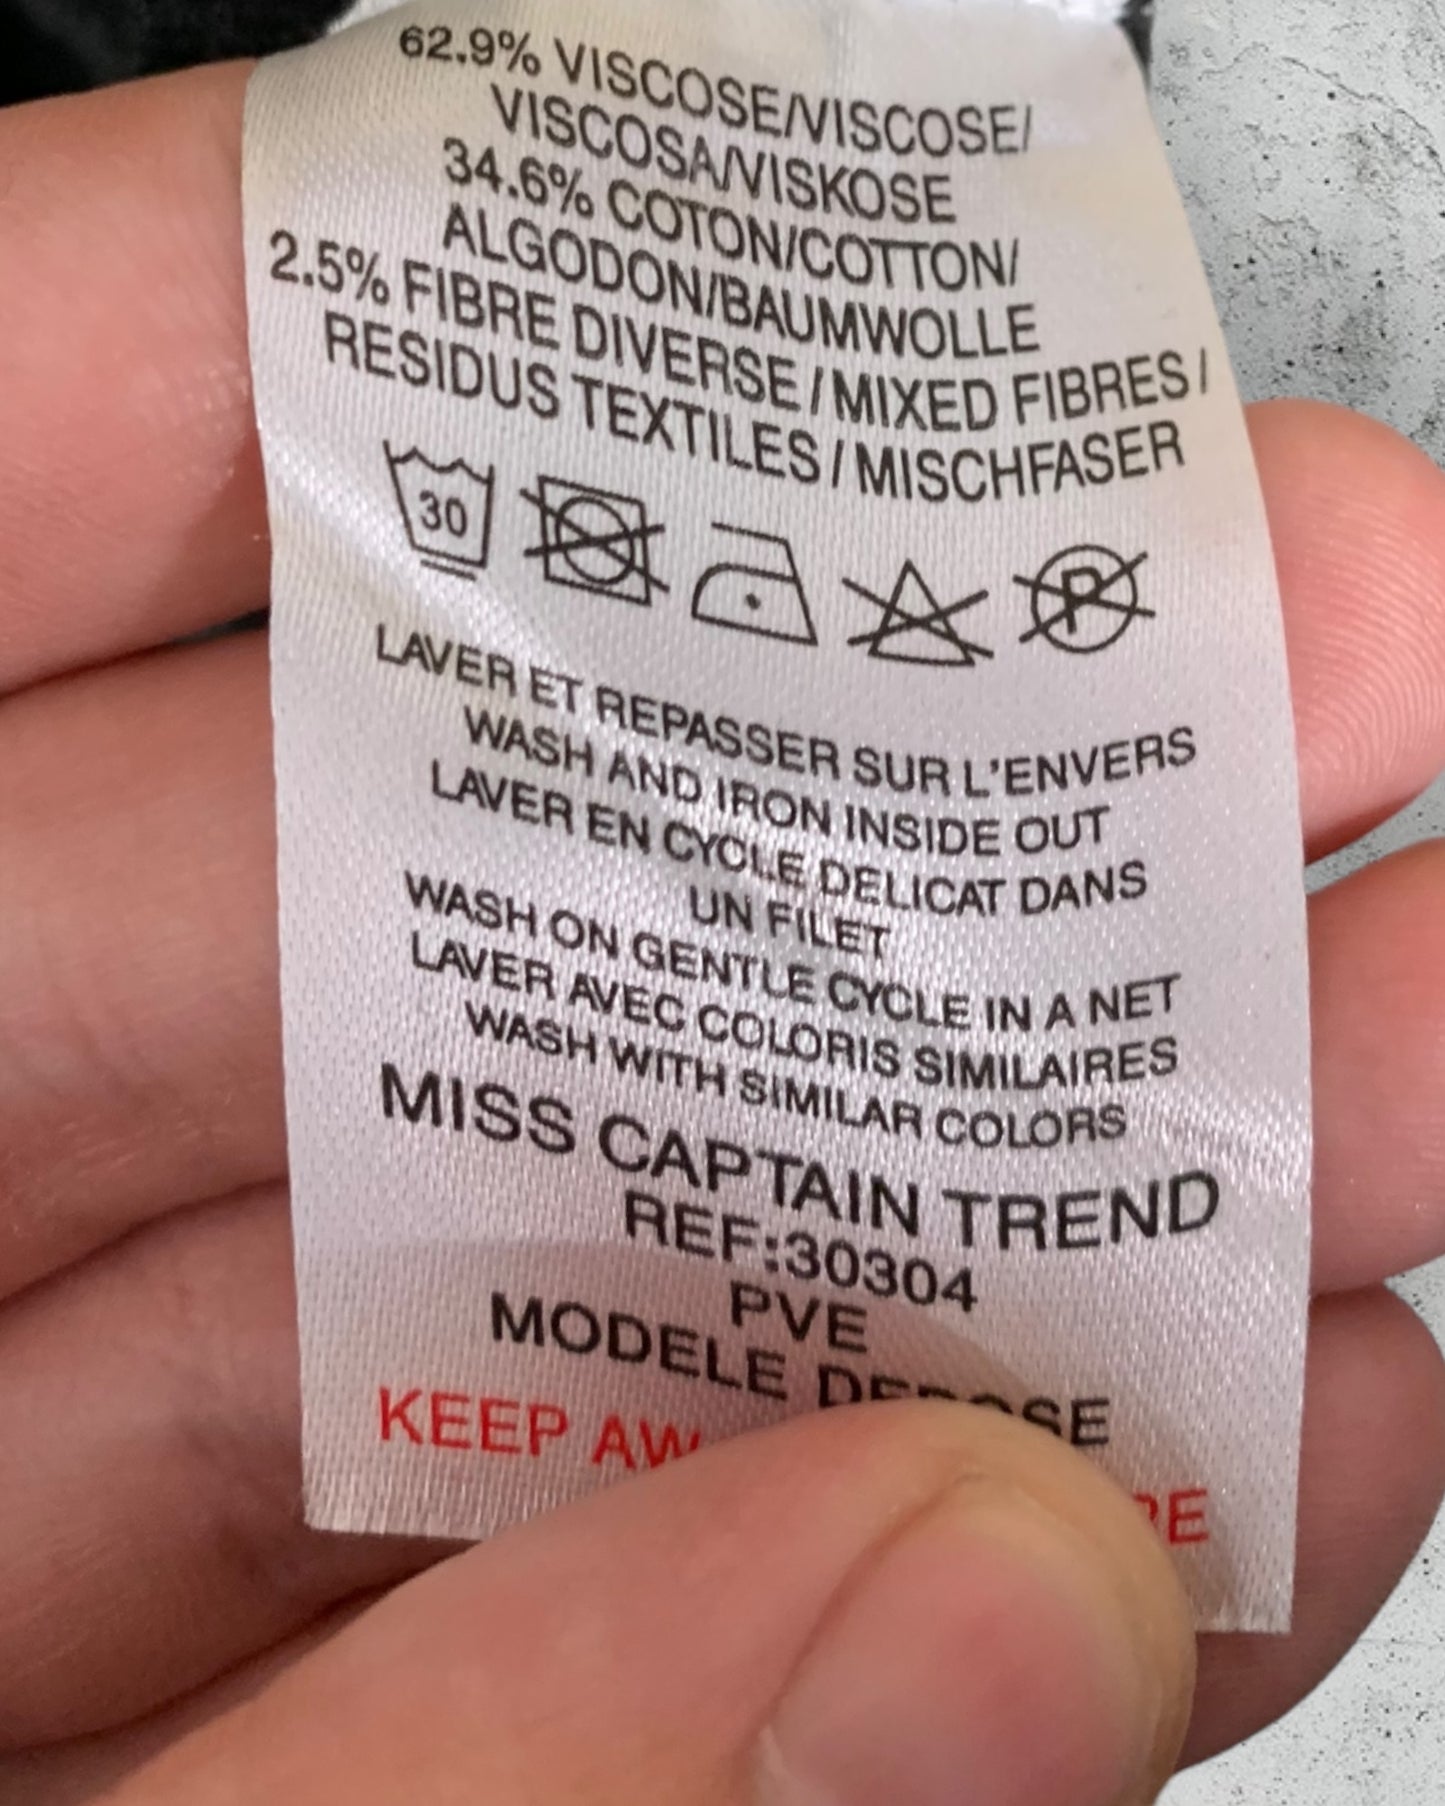 62.9% VISCOSE/VISCOSE/
VISCOSA/VISKOSE
34.6% COTON/COTTON/
ALGODON/BAUMWOLLE
2.5% FIBRE DIVERSE / MIXED FIBRES /
RESIDUS TEXTILES / MISCHFASER
30 P
LAVER ET REPASSER SUR L'ENVERS
WASH AND IRON INSIDE OUT
LAVER EN CYCLE DELICAT DANS
UN FILET
WASH ON GENTLE CYCLE IN A NET
LAVER AVEC COLORIS SIMILAIRES
WASH WITH SIMILAR COLORS
MISS CAPTAIN TREND
REF:30304
PVE
MODELE DEPOSE
KEEP